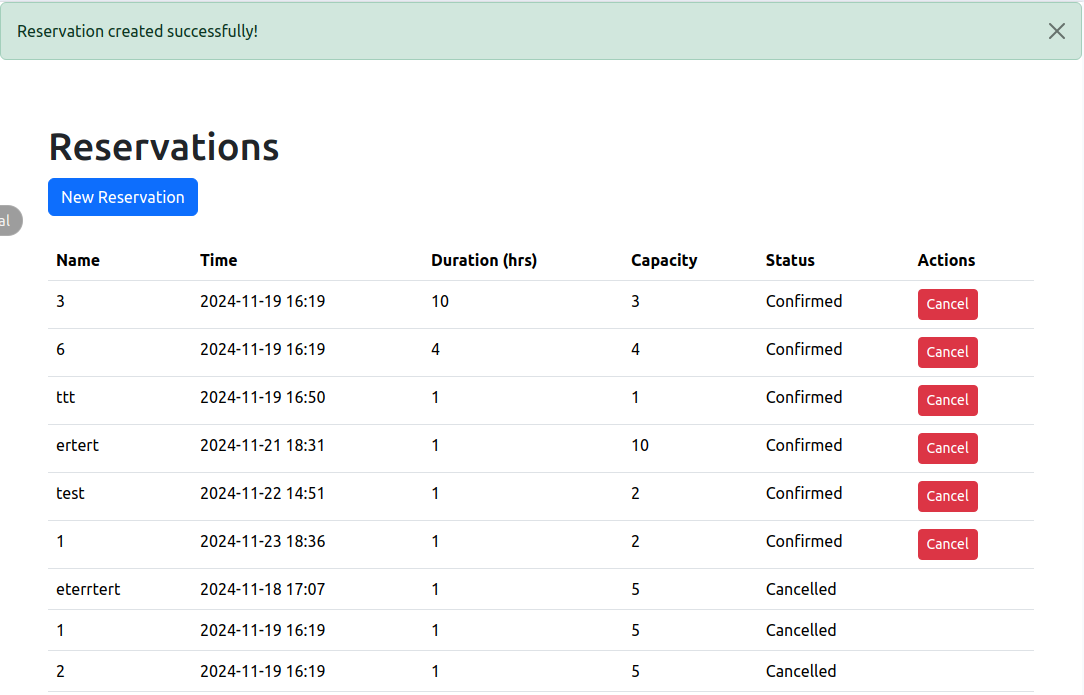 Reservation created successfully!
Reservations
New Reservation
al
Name Time Duration (hrs) Capacity Status Actions
3 2024-11-19 16:19 10 3 Confirmed Cancel
6 2024-11-19 16:19 4 4 Confirmed Cancel
ttt 2024-11-19 16:50 1 1 Confirmed Cancel
ertert 2024-11-21 18:31 1 10 Confirmed Cancel
test 2024-11-22 14:51 1 2 Confirmed Cancel
1 2024-11-23 18:36 1 2 Confirmed Cancel
eterrtert 2024-11-18 17:07 1 5 Cancelled
1 2024-11-19 16:19 1 5 Cancelled
2 2024-11-19 16:19 1 5 Cancelled